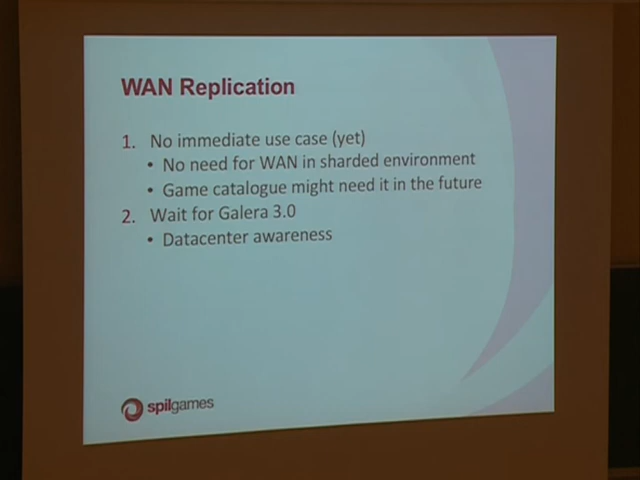 WAN Replication
1. No immediate use case (yet)
• No need for WAN in sharded environment
• Game catalogue might need it in the future
2. Wait for Galera 3.0
• Datacenter awareness
spilgames